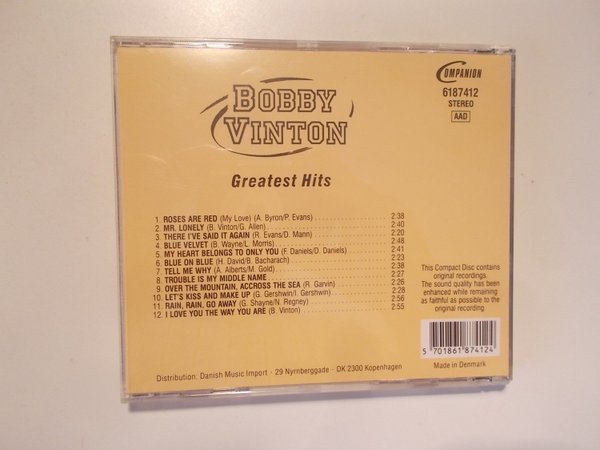 COMPANION
6187412
STEREO
AAD
BOBBY
VINTON
Greatest Hits
1. ROSES ARE RED (My Love) (A. Byron/P. Evans) 2:38
2. MR. LONELY (B. Vinton/G. Allen) 2:40
3. THERE I'VE SAID IT AGAIN (R. Evans/D. Mann) 2:20
4. BLUE VELVET (B. Wayne/L. Morris) 2:48
5. MY HEART BELONGS TO ONLY YOU (F. Daniels/D. Daniels) 2:41
6. BLUE ON BLUE (H. David/B. Bacharach) 2:23
7. TELL ME WHY (A. Alberts/M. Gold) 2:38
8. TROUBLE IS MY MIDDLE NAME 2:27
9. OVER THE MOUNTAIN, ACCROSS THE SEA (R. Garvin) 2:26
10. LET'S KISS AND MAKE UP (G. Gershwin/I. Gershwin) 2:28
11. RAIN, RAIN, GO AWAY (G. Shayne/N. Regney) 2:56
12. I LOVE YOU THE WAY YOU ARE (B. Vinton) 2:55
This Compact Disc contains
original recordings.
The sound quality has been
enhanced while remaining
as faithful as possible to the
original recording.
5 701861 874124
Made in Denmark
Distribution: Danish Music Import · 29 Nyrnberggade · DK 2300 Kopenhagen